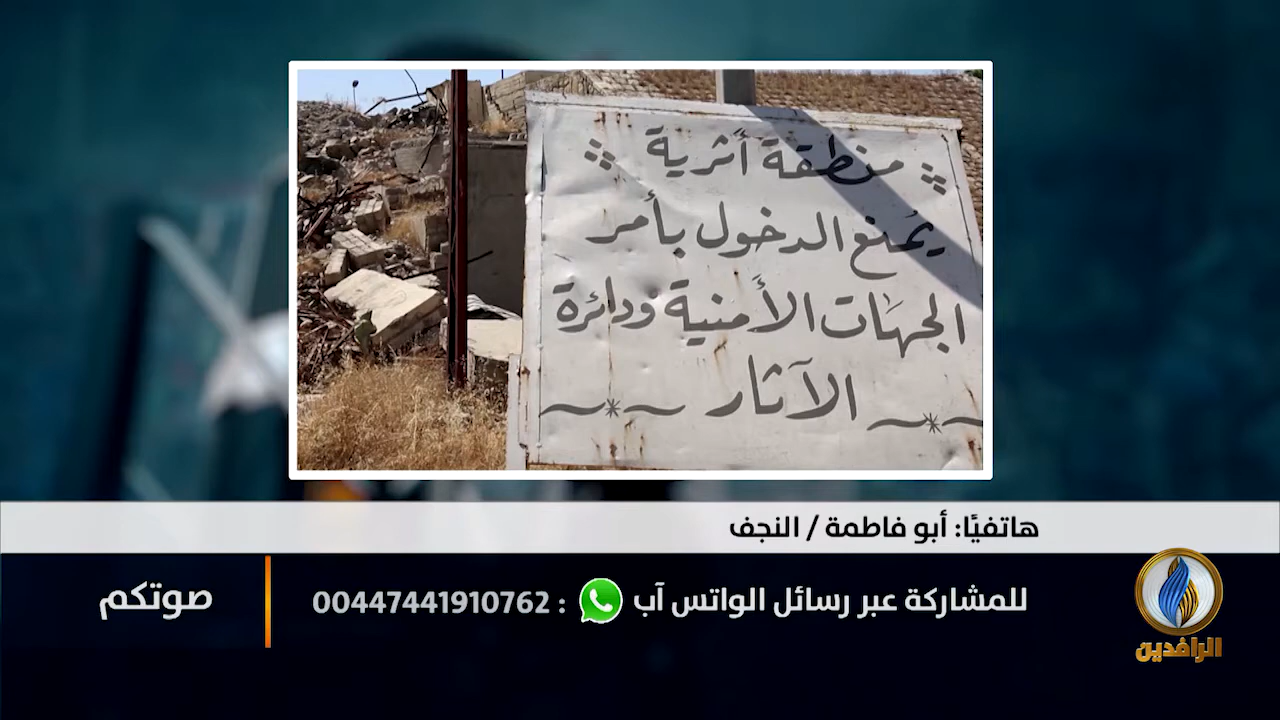 منطقة أثرية
يُمنع الدخول بأمر
الجهات الأمنية ودائرة
الآثار
هاتفيًا: أبو فاطمة / النجف
للمشاركة عبر رسائل الواتس آب : 00447441910762
صوتكم
الرافدين